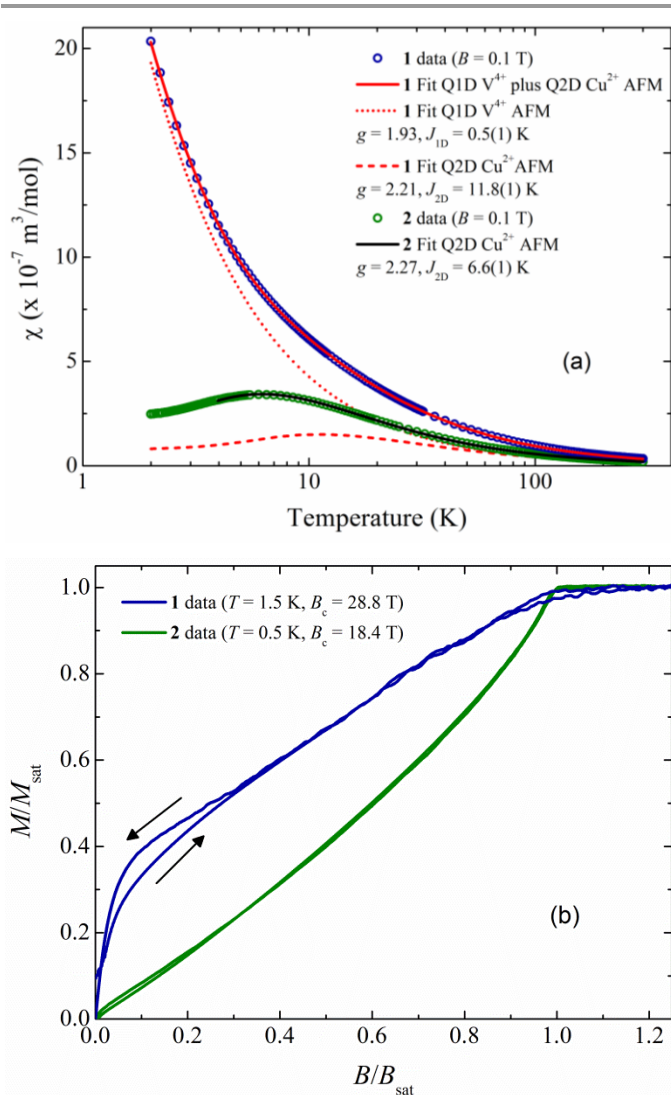 20
15
10
5
0
χ (x 10⁻⁷ m³/mol)
1 data (B = 0.1 T)
1 Fit Q1D V⁴⁺ plus Q2D Cu²⁺ AFM
1 Fit Q1D V⁴⁺ AFM
g = 1.93, J₁D = 0.5(1) K
1 Fit Q2D Cu²⁺AFM
g = 2.21, J₂D = 11.8(1) K
2 data (B = 0.1 T)
2 Fit Q2D Cu²⁺ AFM
g = 2.27, J₂D = 6.6(1) K
(a)
1 10 100
Temperature (K)
1.0
0.8
0.6
0.4
0.2
0.0
M/Msat
1 data (T = 1.5 K, Bc = 28.8 T)
2 data (T = 0.5 K, Bc = 18.4 T)
(b)
0.0 0.2 0.4 0.6 0.8 1.0 1.2
B/Bsat